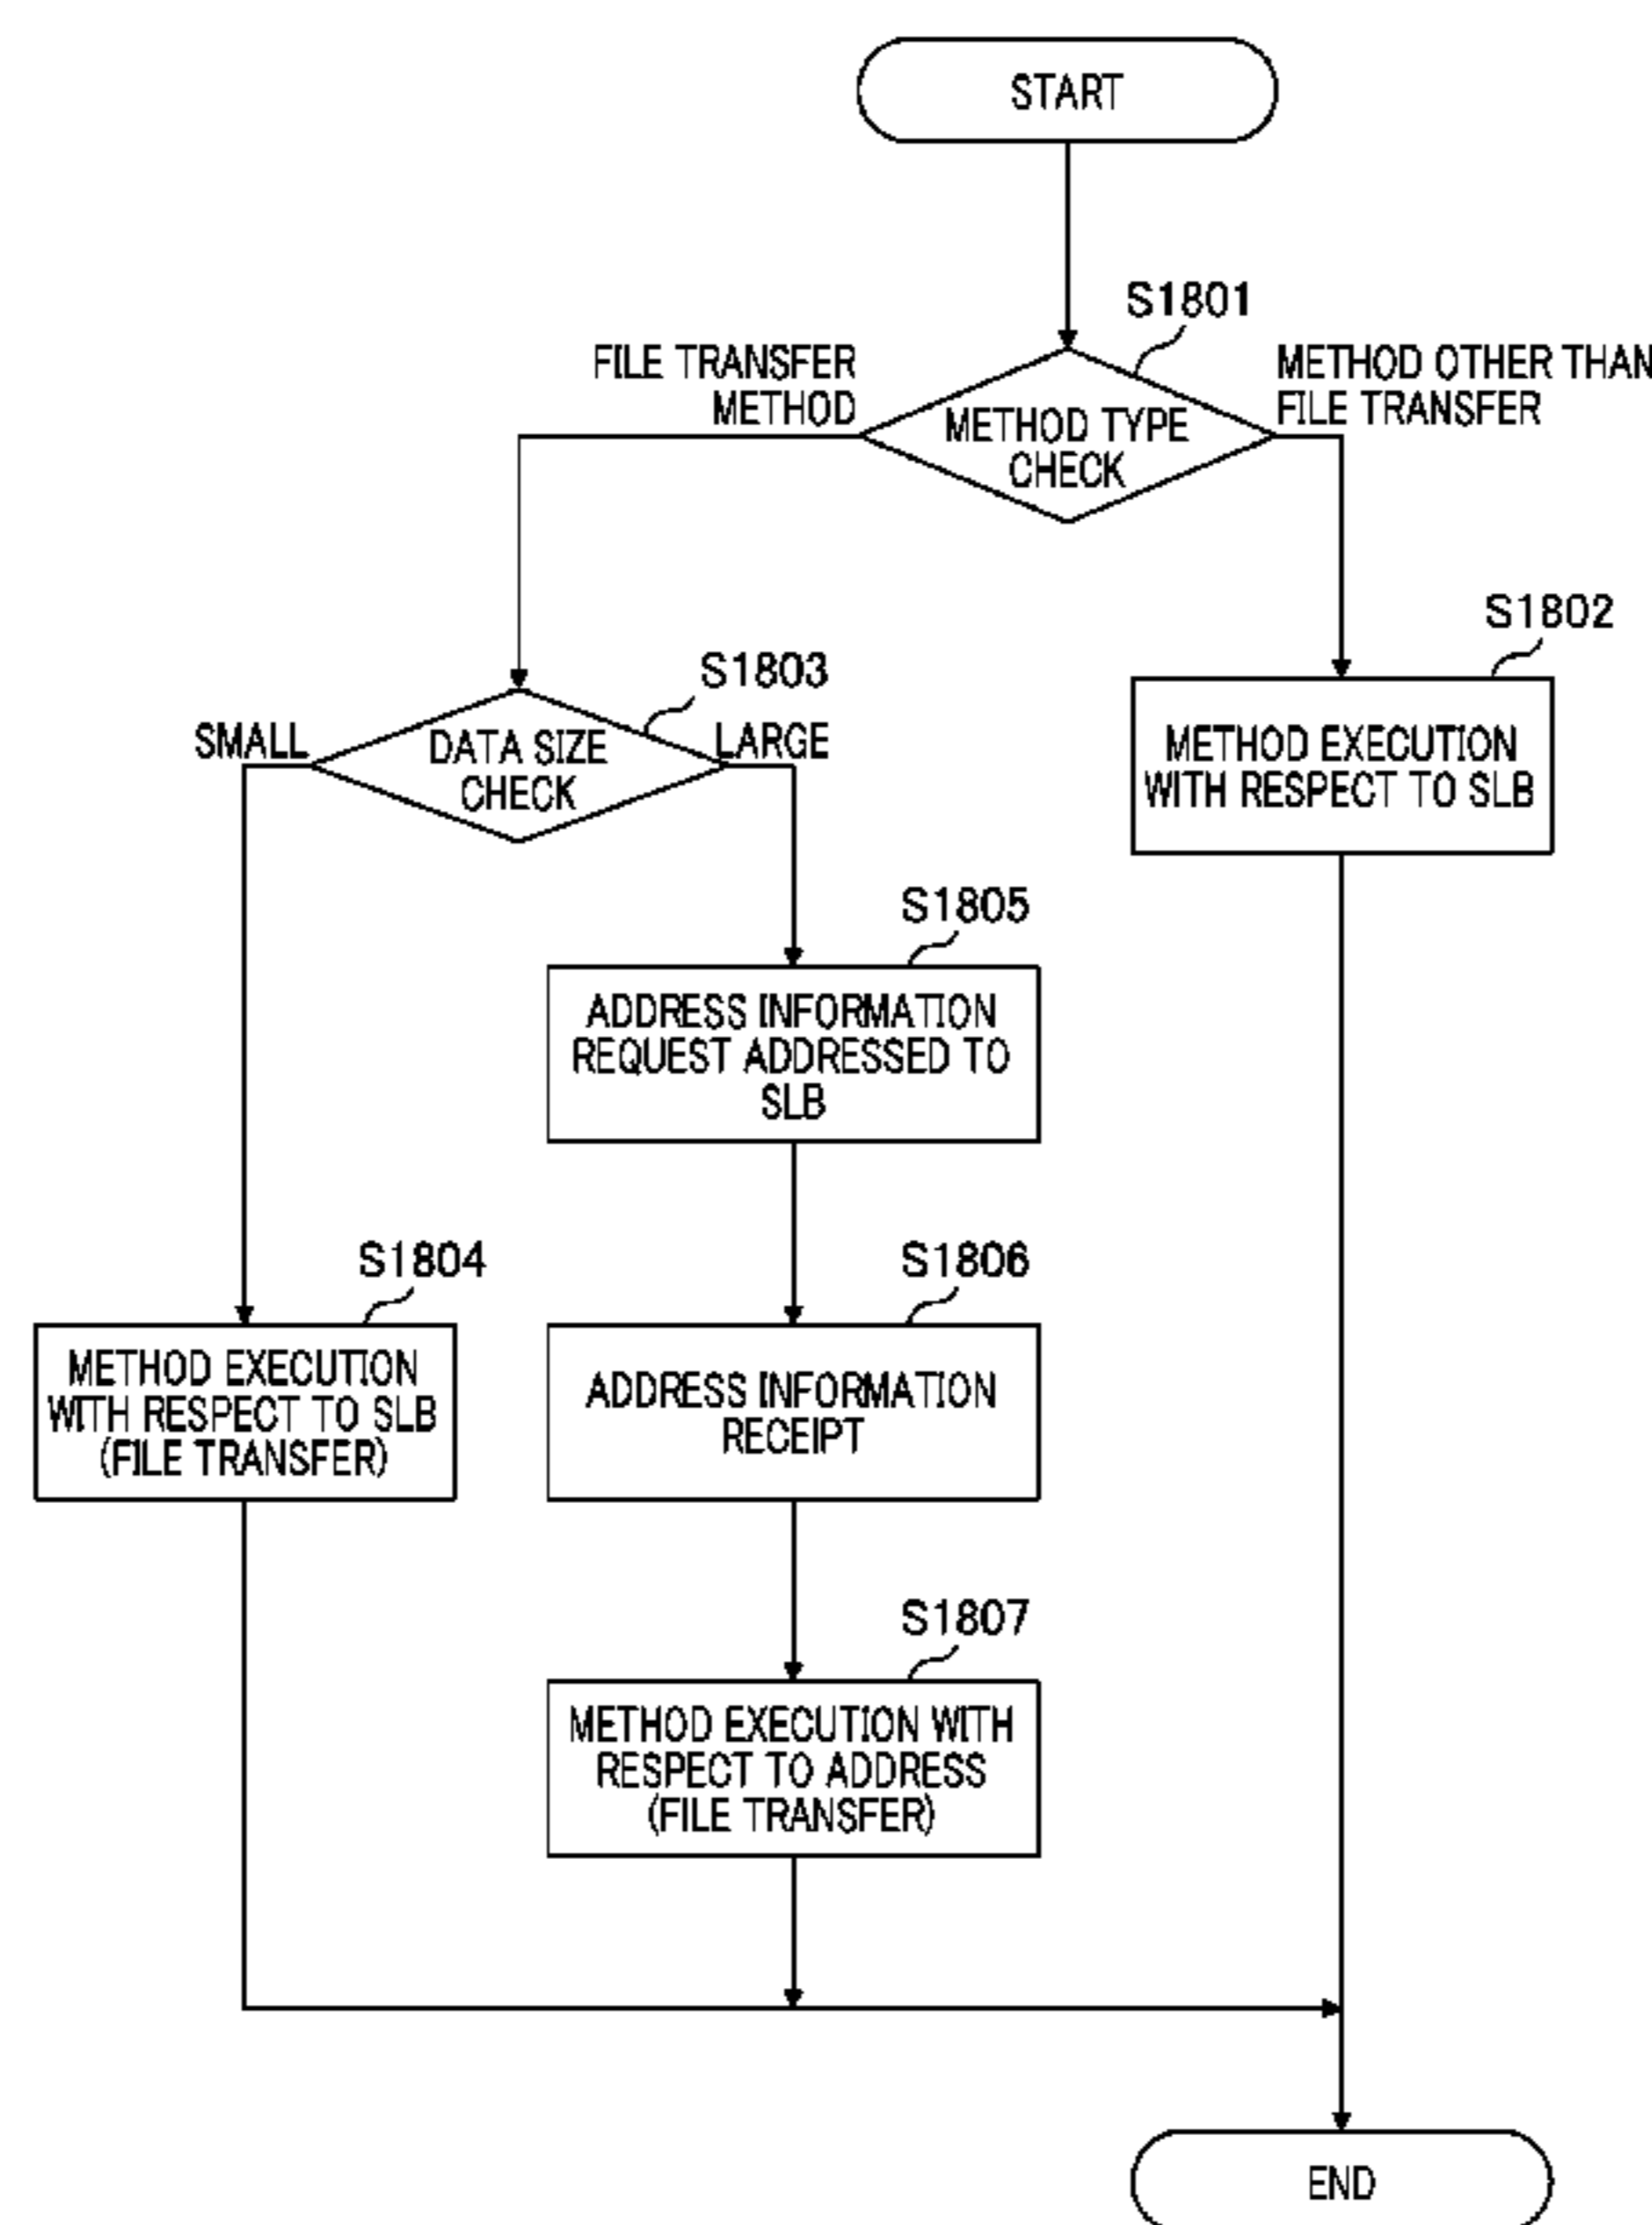 START
S1801
FILE TRANSFER
METHOD
METHOD OTHER THAN
FILE TRANSFER
METHOD TYPE
CHECK
S1802
METHOD EXECUTION
WITH RESPECT TO SLB
S1803
SMALL
LARGE
DATA SIZE
CHECK
S1805
ADDRESS INFORMATION
REQUEST ADDRESSED TO
SLB
S1804
METHOD EXECUTION
WITH RESPECT TO SLB
(FILE TRANSFER)
S1806
ADDRESS INFORMATION
RECEIPT
S1807
METHOD EXECUTION WITH
RESPECT TO ADDRESS
(FILE TRANSFER)
END